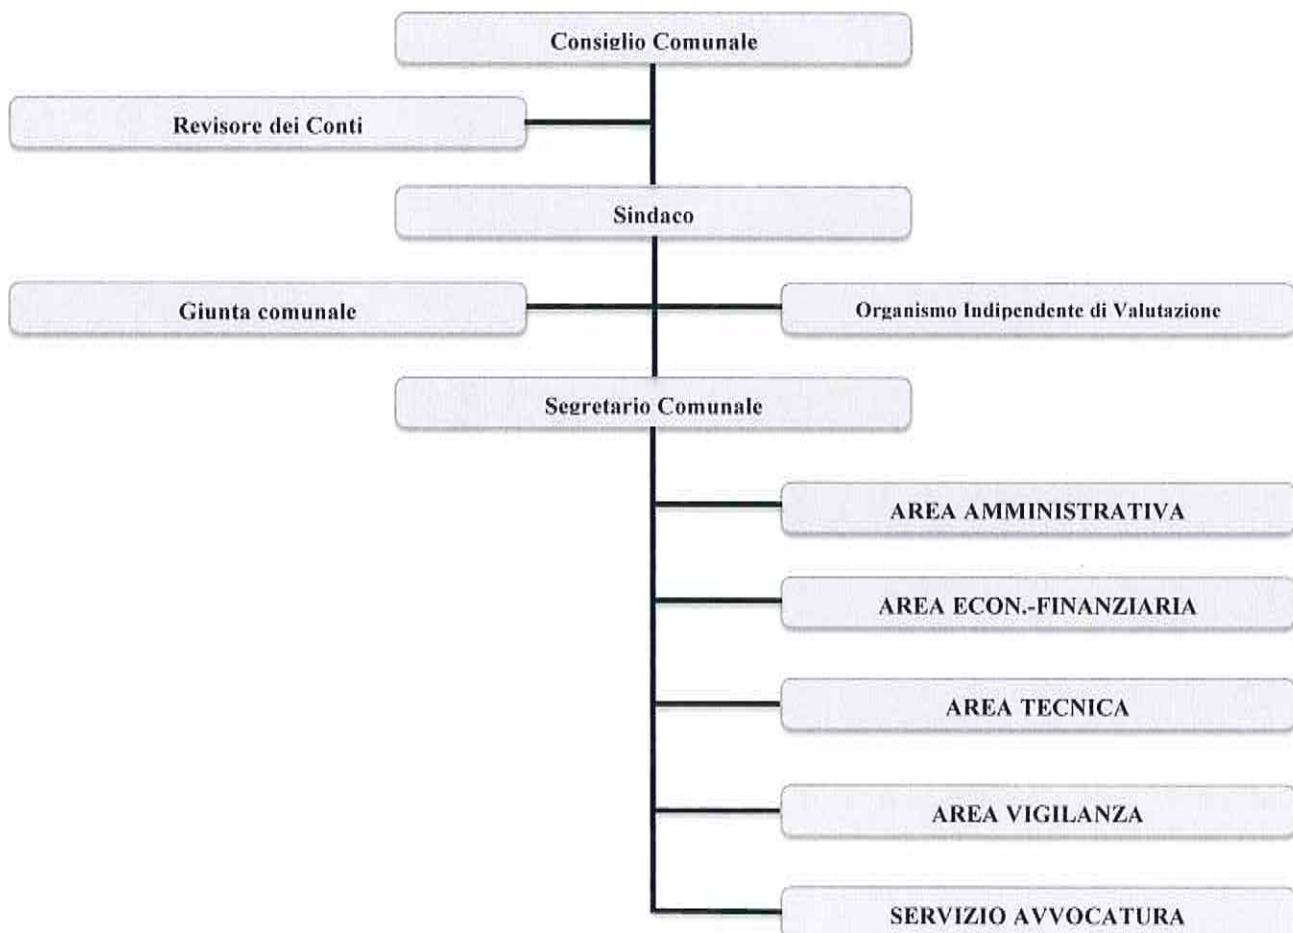 Consiglio Comunale
Revisore dei Conti
Sindaco
Giunta comunale
Organismo Indipendente di Valutazione
Segretario Comunale
AREA AMMINISTRATIVA
AREA ECON.-FINANZIARIA
AREA TECNICA
AREA VIGILANZA
SERVIZIO AVVOCATURA